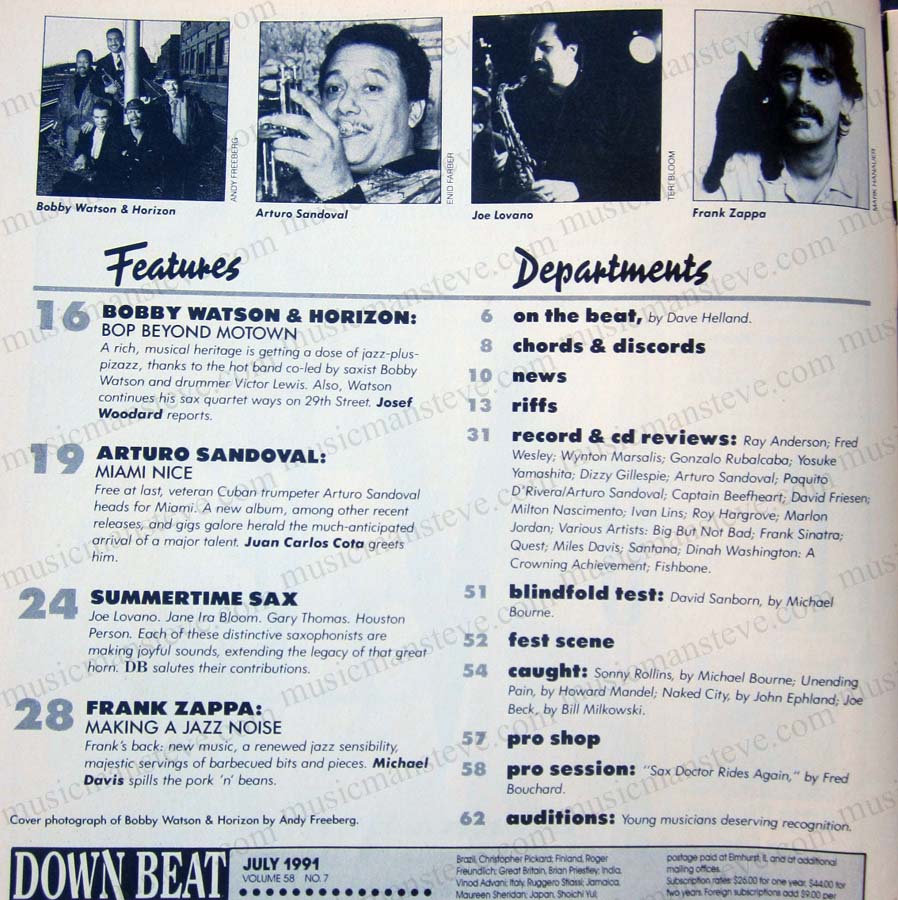 ANDY FREEBERG
ENID FARBER
TERI BLOOM
MARK HANAUER
Bobby Watson & Horizon
Arturo Sandoval
Joe Lovano
Frank Zappa
Features
16 BOBBY WATSON & HORIZON:
BOP BEYOND MOTOWN
A rich, musical heritage is getting a dose of jazz-plus-
pizazz, thanks to the hot band co-led by saxist Bobby
Watson and drummer Victor Lewis. Also, Watson
continues his sax quartet ways on 29th Street. Josef
Woodard reports.
19 ARTURO SANDOVAL:
MIAMI NICE
Free at last, veteran Cuban trumpeter Arturo Sandoval
heads for Miami. A new album, among other recent
releases, and gigs galore herald the much-anticipated
arrival of a major talent. Juan Carlos Cota greets
him.
24 SUMMERTIME SAX
Joe Lovano. Jane Ira Bloom. Gary Thomas. Houston
Person. Each of these distinctive saxophonists are
making joyful sounds, extending the legacy of that great
horn. DB salutes their contributions.
28 FRANK ZAPPA:
MAKING A JAZZ NOISE
Frank's back: new music, a renewed jazz sensibility,
majestic servings of barbecued bits and pieces. Michael
Davis spills the pork 'n' beans.
Cover photograph of Bobby Watson & Horizon by Andy Freeberg.
Departments
6 on the beat, by Dave Helland.
8 chords & discords
10 news
13 riffs
31 record & cd reviews: Ray Anderson; Fred
Wesley; Wynton Marsalis; Gonzalo Rubalcaba; Yosuke
Yamashita; Dizzy Gillespie; Arturo Sandoval; Paquito
D'Rivera/Arturo Sandoval; Captain Beefheart; David Friesen;
Milton Nascimento; Ivan Lins; Roy Hargrove; Marlon
Jordan; Various Artists: Big But Not Bad; Frank Sinatra;
Quest; Miles Davis; Santana; Dinah Washington: A
Crowning Achievement; Fishbone.
51 blindfold test: David Sanborn, by Michael
Bourne.
52 fest scene
54 caught: Sonny Rollins, by Michael Bourne; Unending
Pain, by Howard Mandel; Naked City, by John Ephland; Joe
Beck, by Bill Milkowski.
57 pro shop
58 pro session: "Sax Doctor Rides Again," by Fred
Bouchard.
62 auditions: Young musicians deserving recognition.
DOWN BEAT
JULY 1991
VOLUME 58 NO. 7
Brazil, Christopher Pickard; Finland, Roger
Freundlich; Great Britain, Brian Priestley; India,
Vinod Advani; Italy, Ruggero Stiassi; Jamaica,
Maureen Sheridan; Japan, Shoichi Yui;
postage paid at Elmhurst, IL and at additional
mailing offices.
Subscription rates: $26.00 for one year, $44.00 for
two years. Foreign subscriptions add $9.00 per
musicmansteve.com